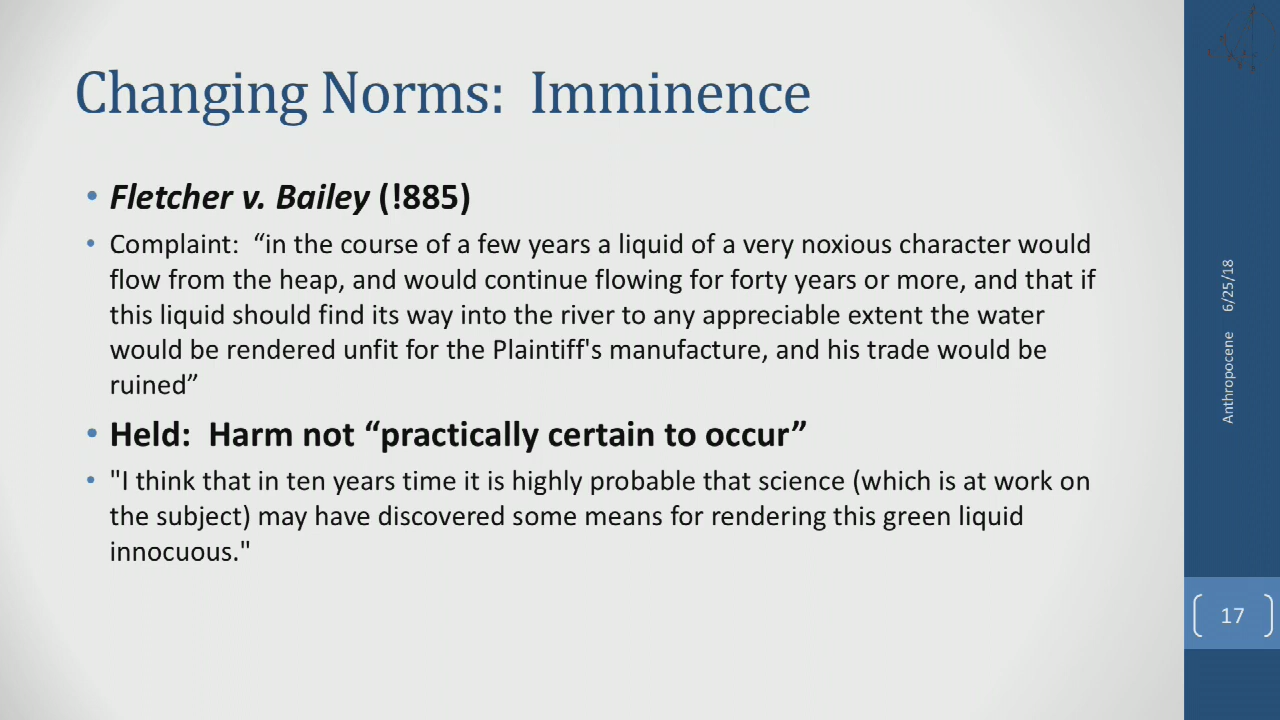 Changing Norms: Imminence
• Fletcher v. Bailey (!885)
• Complaint: “in the course of a few years a liquid of a very noxious character would
flow from the heap, and would continue flowing for forty years or more, and that if
this liquid should find its way into the river to any appreciable extent the water
would be rendered unfit for the Plaintiff's manufacture, and his trade would be
ruined”
• Held: Harm not “practically certain to occur”
• "I think that in ten years time it is highly probable that science (which is at work on
the subject) may have discovered some means for rendering this green liquid
innocuous."
Anthropocene 6/25/18
17